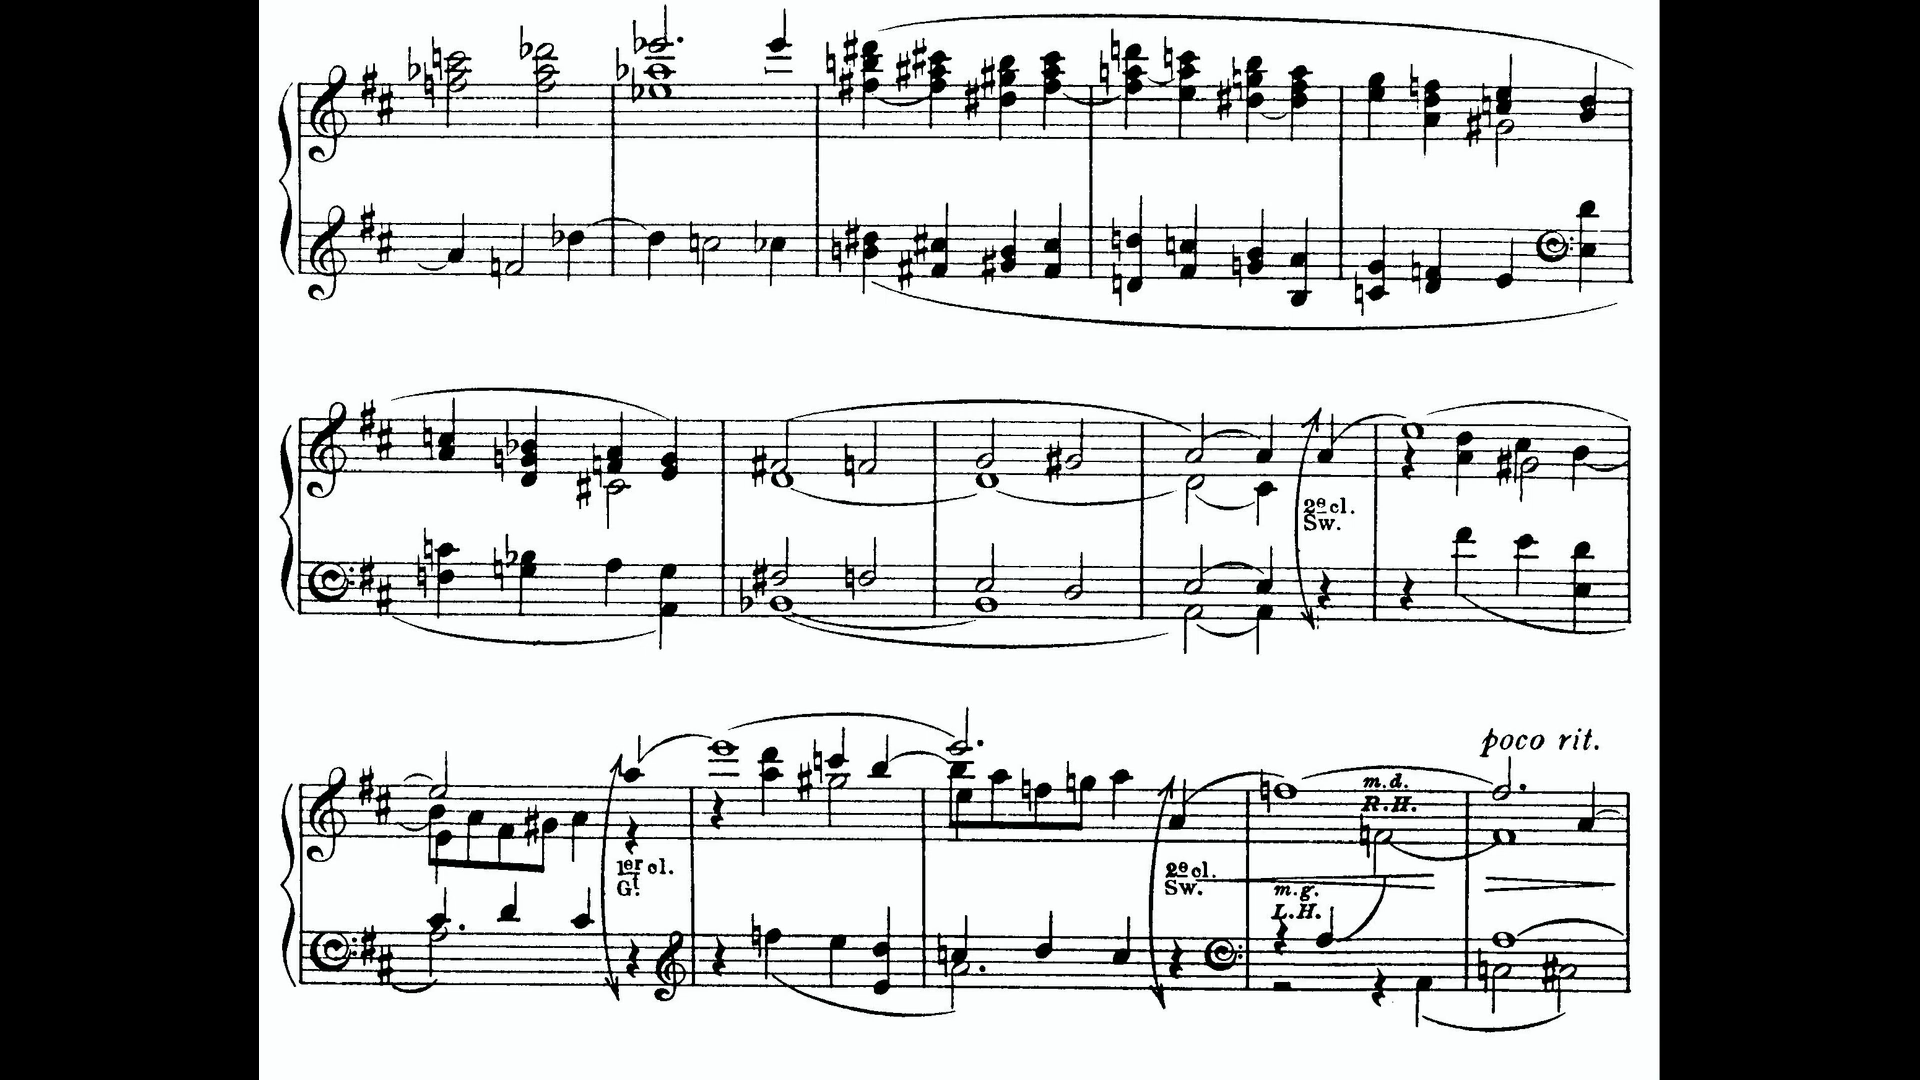 2e cl.
Sw.
poco rit.
m.d.
R.H.
1er cl.
Gt.
2e cl.
Sw.
m.g.
L.H.